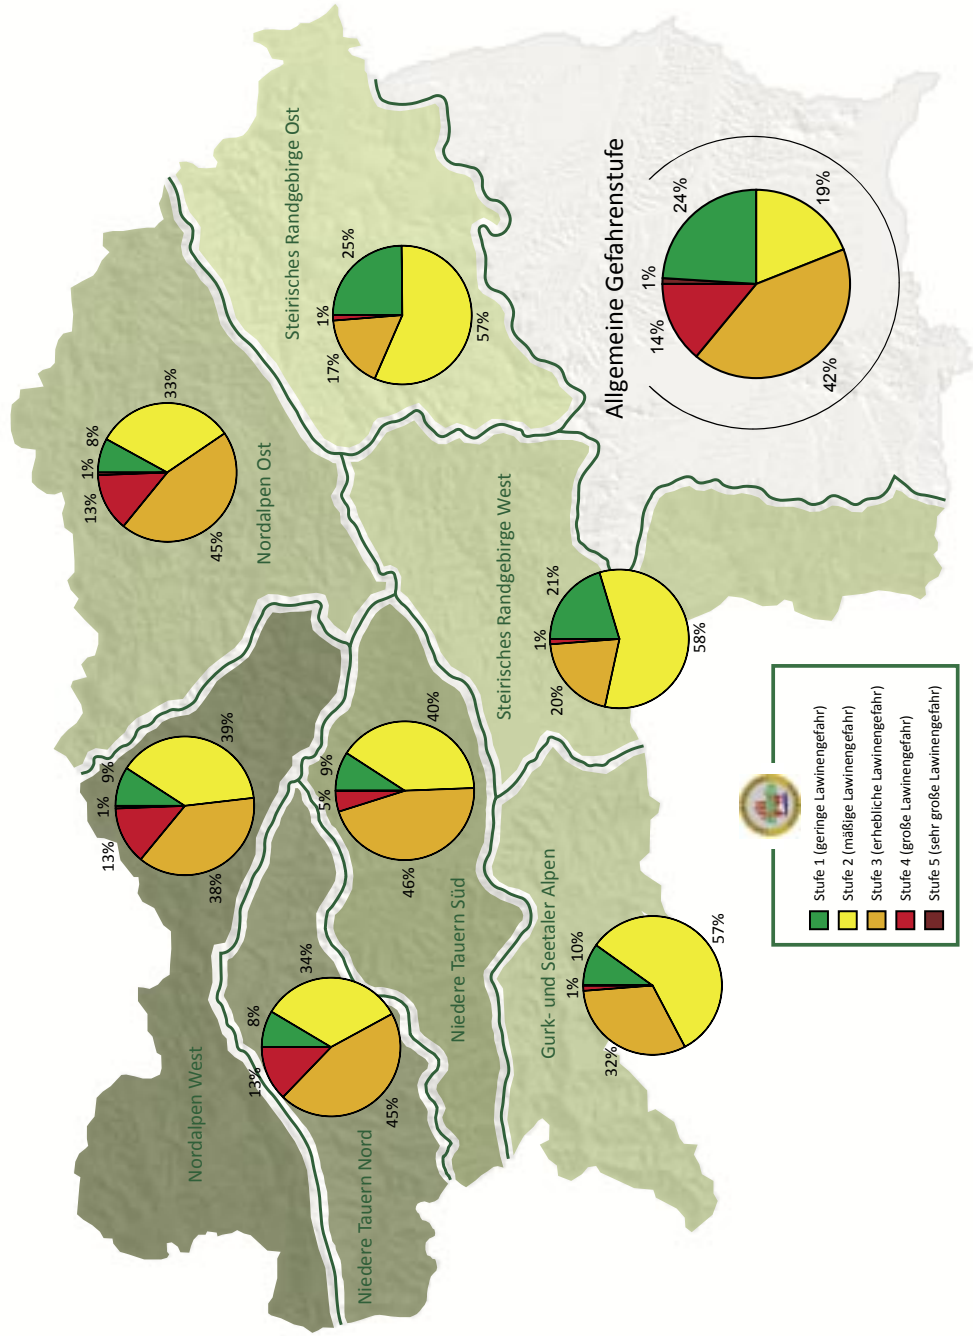 Nordalpen West
13%
1%
9%
39%
38%
Nordalpen Ost
13%
1%
8%
33%
45%
Niedere Tauern Nord
13%
8%
34%
45%
Niedere Tauern Süd
5%
9%
40%
46%
Steirisches Randgebirge Ost
17%
1%
25%
57%
Steirisches Randgebirge West
20%
1%
21%
58%
Gurk- und Seetaler Alpen
32%
1%
10%
57%
Allgemeine Gefahrenstufe
14%
1%
24%
19%
42%
Stufe 1 (geringe Lawinengefahr)
Stufe 2 (mäßige Lawinengefahr)
Stufe 3 (erhebliche Lawinengefahr)
Stufe 4 (große Lawinengefahr)
Stufe 5 (sehr große Lawinengefahr)